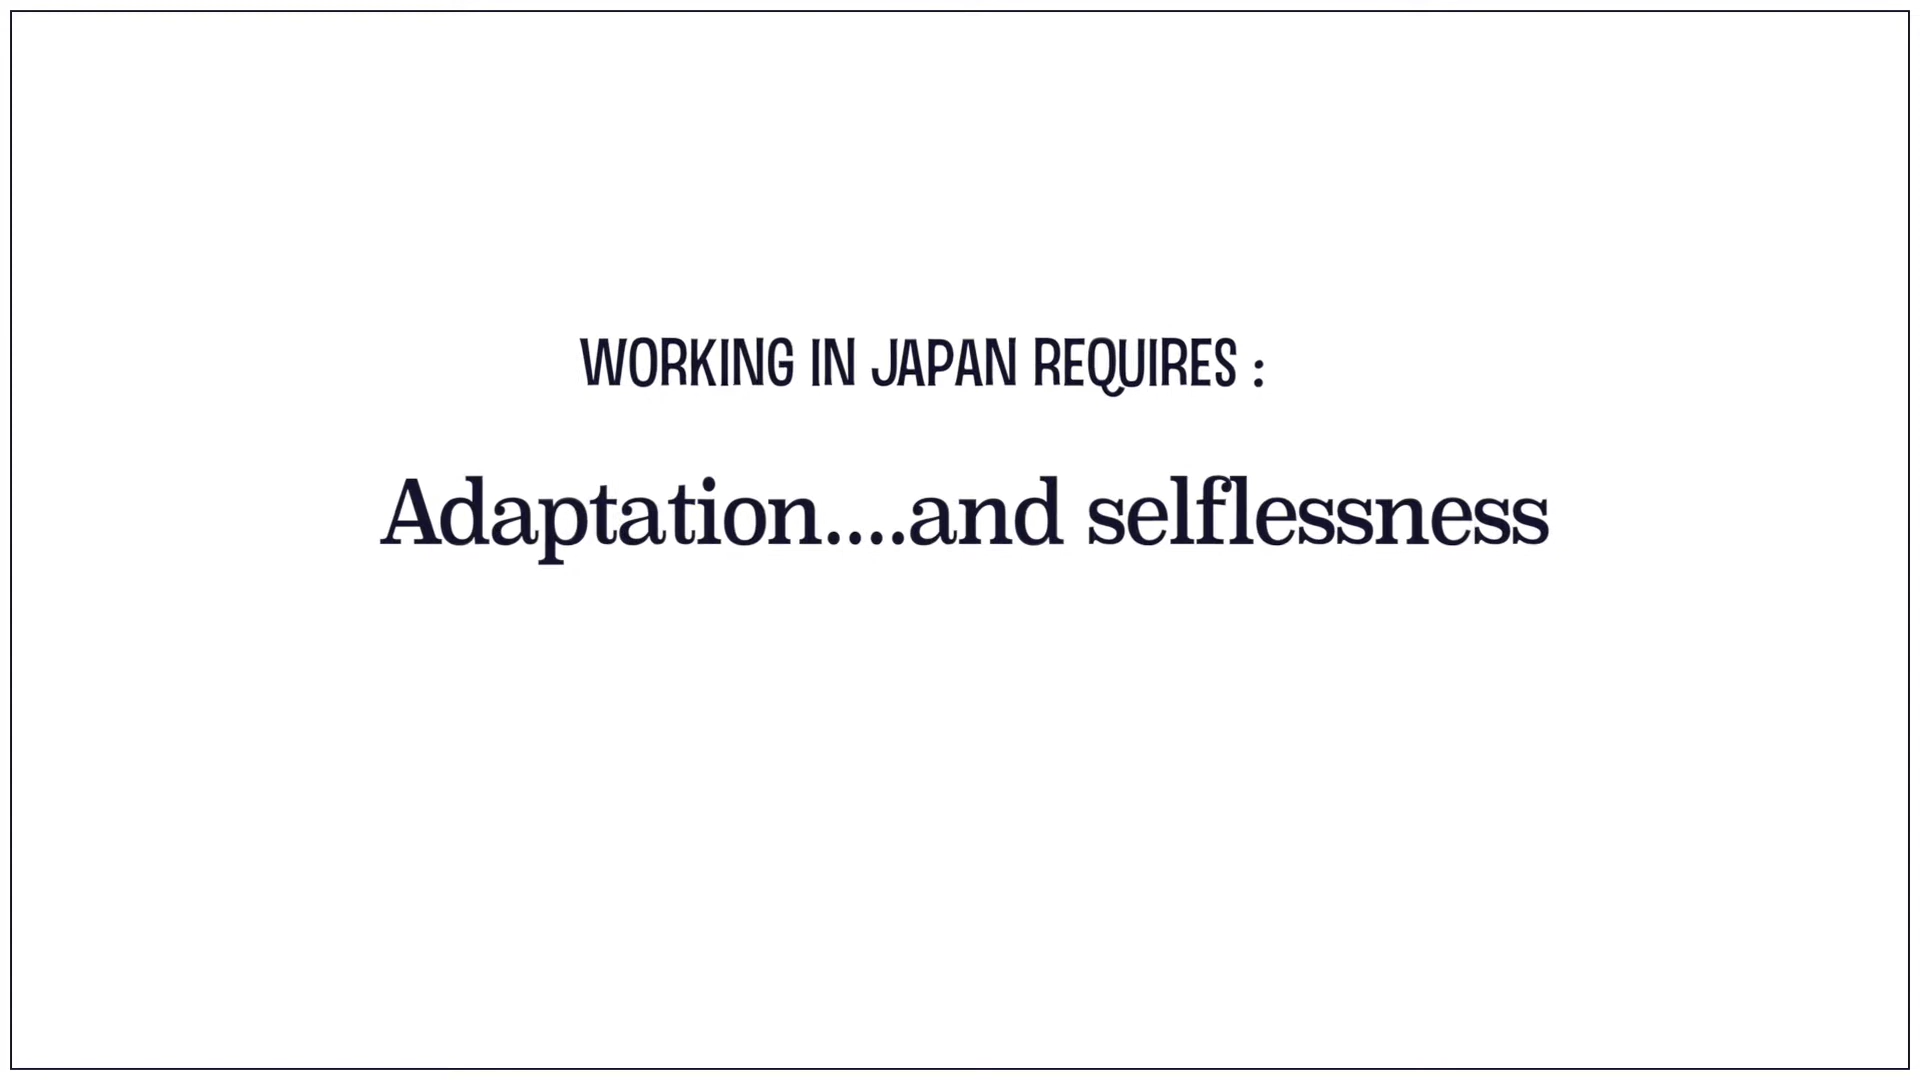 WORKING IN JAPAN REQUIRES :
Adaptation....and selflessness